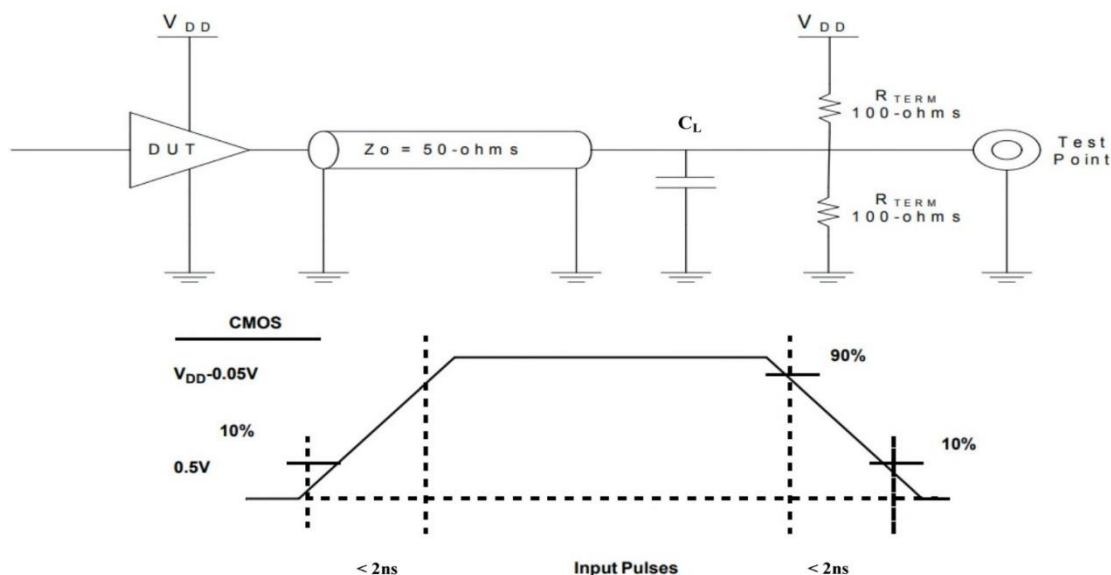 V DD
V DD
R TERM
100-ohms
DUT
Zo = 50-ohms
CL
Test
Point
R TERM
100-ohms
CMOS
VDD-0.05V
90%
10%
10%
0.5V
< 2ns
Input Pulses
< 2ns